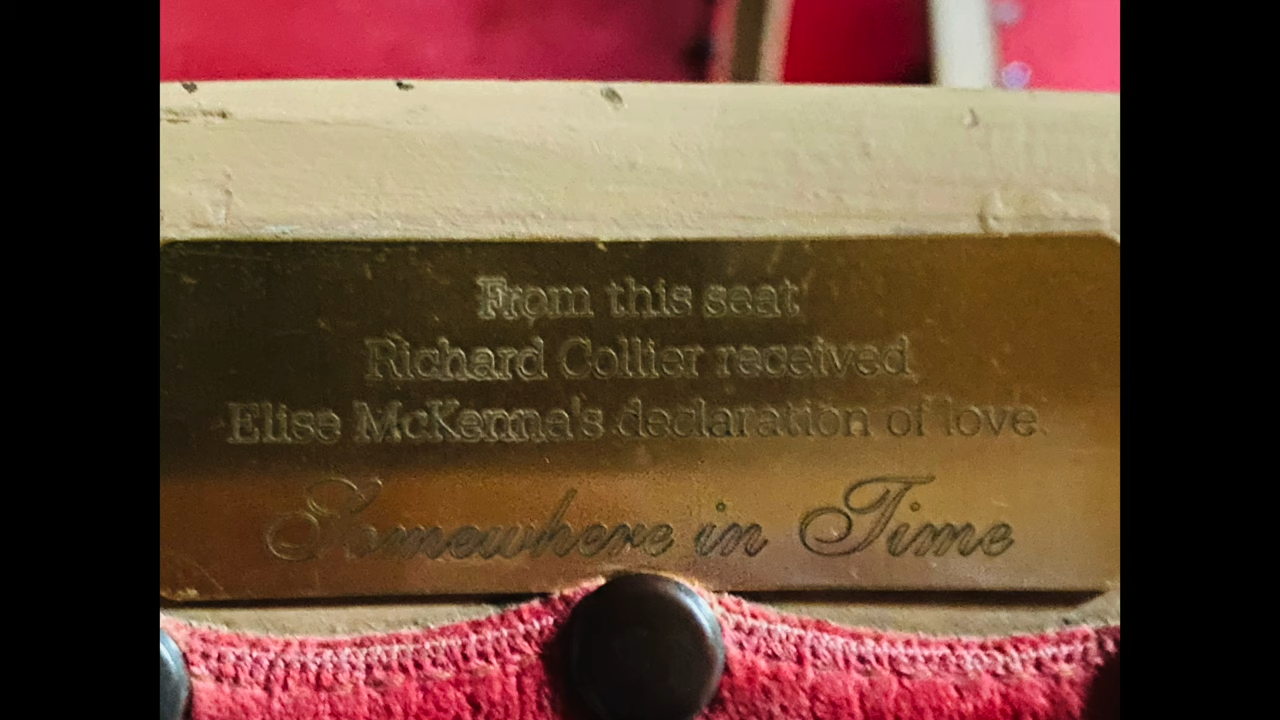 From this seat
Richard Collier received
Elise McKenna's declaration of love.
Somewhere in Time